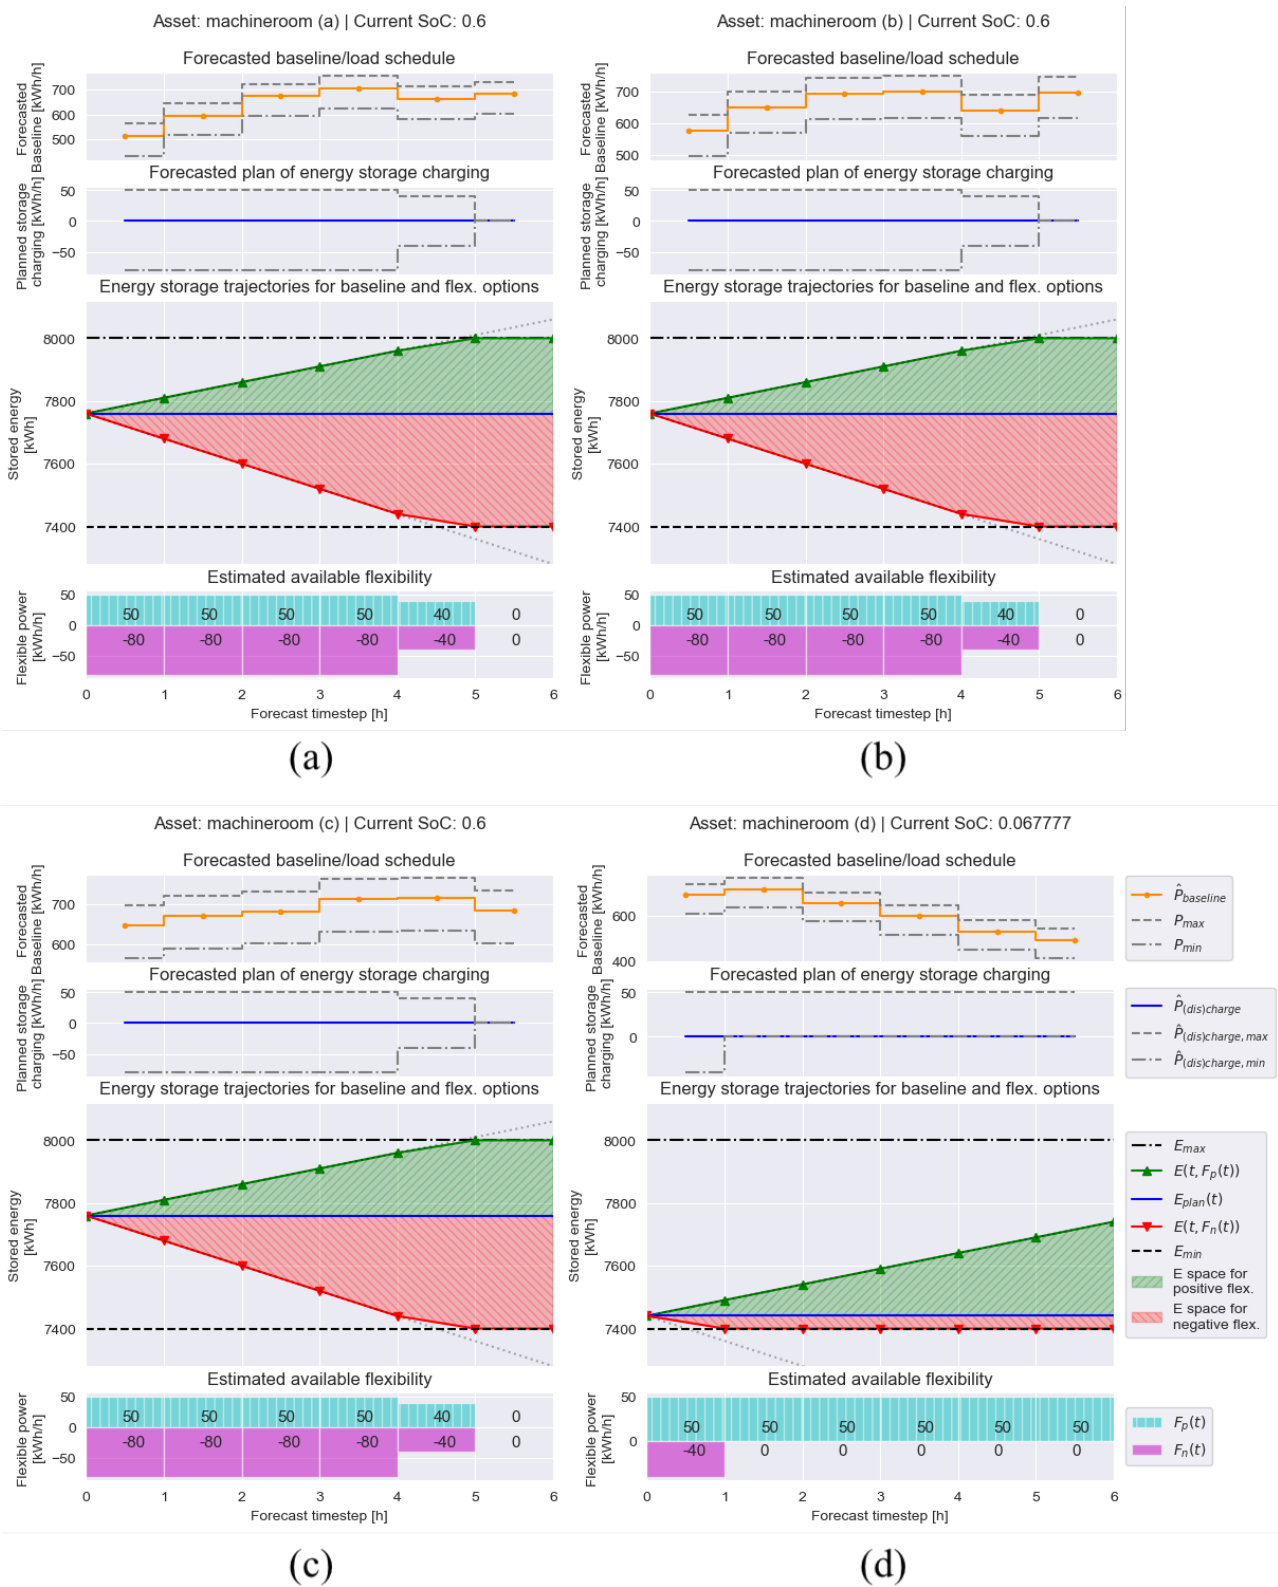 Asset: machineroom (a) | Current SoC: 0.6
Forecasted baseline/load schedule
Forecasted
Baseline [kWh/h]
700
600
500
Forecasted plan of energy storage charging
Planned storage
charging [kWh/h]
50
0
−50
Energy storage trajectories for baseline and flex. options
Stored energy
[kWh]
8000
7800
7600
7400
Estimated available flexibility
Flexible power
[kWh/h]
50
0
−50
50 50 50 50 40 0
-80 -80 -80 -80 -40 0
0 1 2 3 4 5 6
Forecast timestep [h]
(a)
Asset: machineroom (b) | Current SoC: 0.6
Forecasted baseline/load schedule
Forecasted
Baseline [kWh/h]
700
600
500
Forecasted plan of energy storage charging
Planned storage
charging [kWh/h]
50
0
−50
Energy storage trajectories for baseline and flex. options
Stored energy
[kWh]
8000
7800
7600
7400
Estimated available flexibility
Flexible power
[kWh/h]
50
0
−50
50 50 50 50 40 0
-80 -80 -80 -80 -40 0
0 1 2 3 4 5 6
Forecast timestep [h]
(b)
Asset: machineroom (c) | Current SoC: 0.6
Forecasted baseline/load schedule
Forecasted
Baseline [kWh/h]
700
600
Forecasted plan of energy storage charging
Planned storage
charging [kWh/h]
50
0
−50
Energy storage trajectories for baseline and flex. options
Stored energy
[kWh]
8000
7800
7600
7400
Estimated available flexibility
Flexible power
[kWh/h]
50
0
−50
50 50 50 50 40 0
-80 -80 -80 -80 -40 0
0 1 2 3 4 5 6
Forecast timestep [h]
(c)
Asset: machineroom (d) | Current SoC: 0.067777
Forecasted baseline/load schedule
Forecasted
Baseline [kWh/h]
600
400
Forecasted plan of energy storage charging
Planned storage
charging [kWh/h]
50
0
Energy storage trajectories for baseline and flex. options
Stored energy
[kWh]
8000
7800
7600
7400
Estimated available flexibility
Flexible power
[kWh/h]
50
0
50 50 50 50 50 50
-40 0 0 0 0 0
0 1 2 3 4 5 6
Forecast timestep [h]
(d)
P̂baseline
Pmax
Pmin
P̂(dis)charge
P̂(dis)charge, max
P̂(dis)charge, min
Emax
E(t, Fp(t))
Eplan(t)
E(t, Fn(t))
Emin
E space for
positive flex.
E space for
negative flex.
Fp(t)
Fn(t)